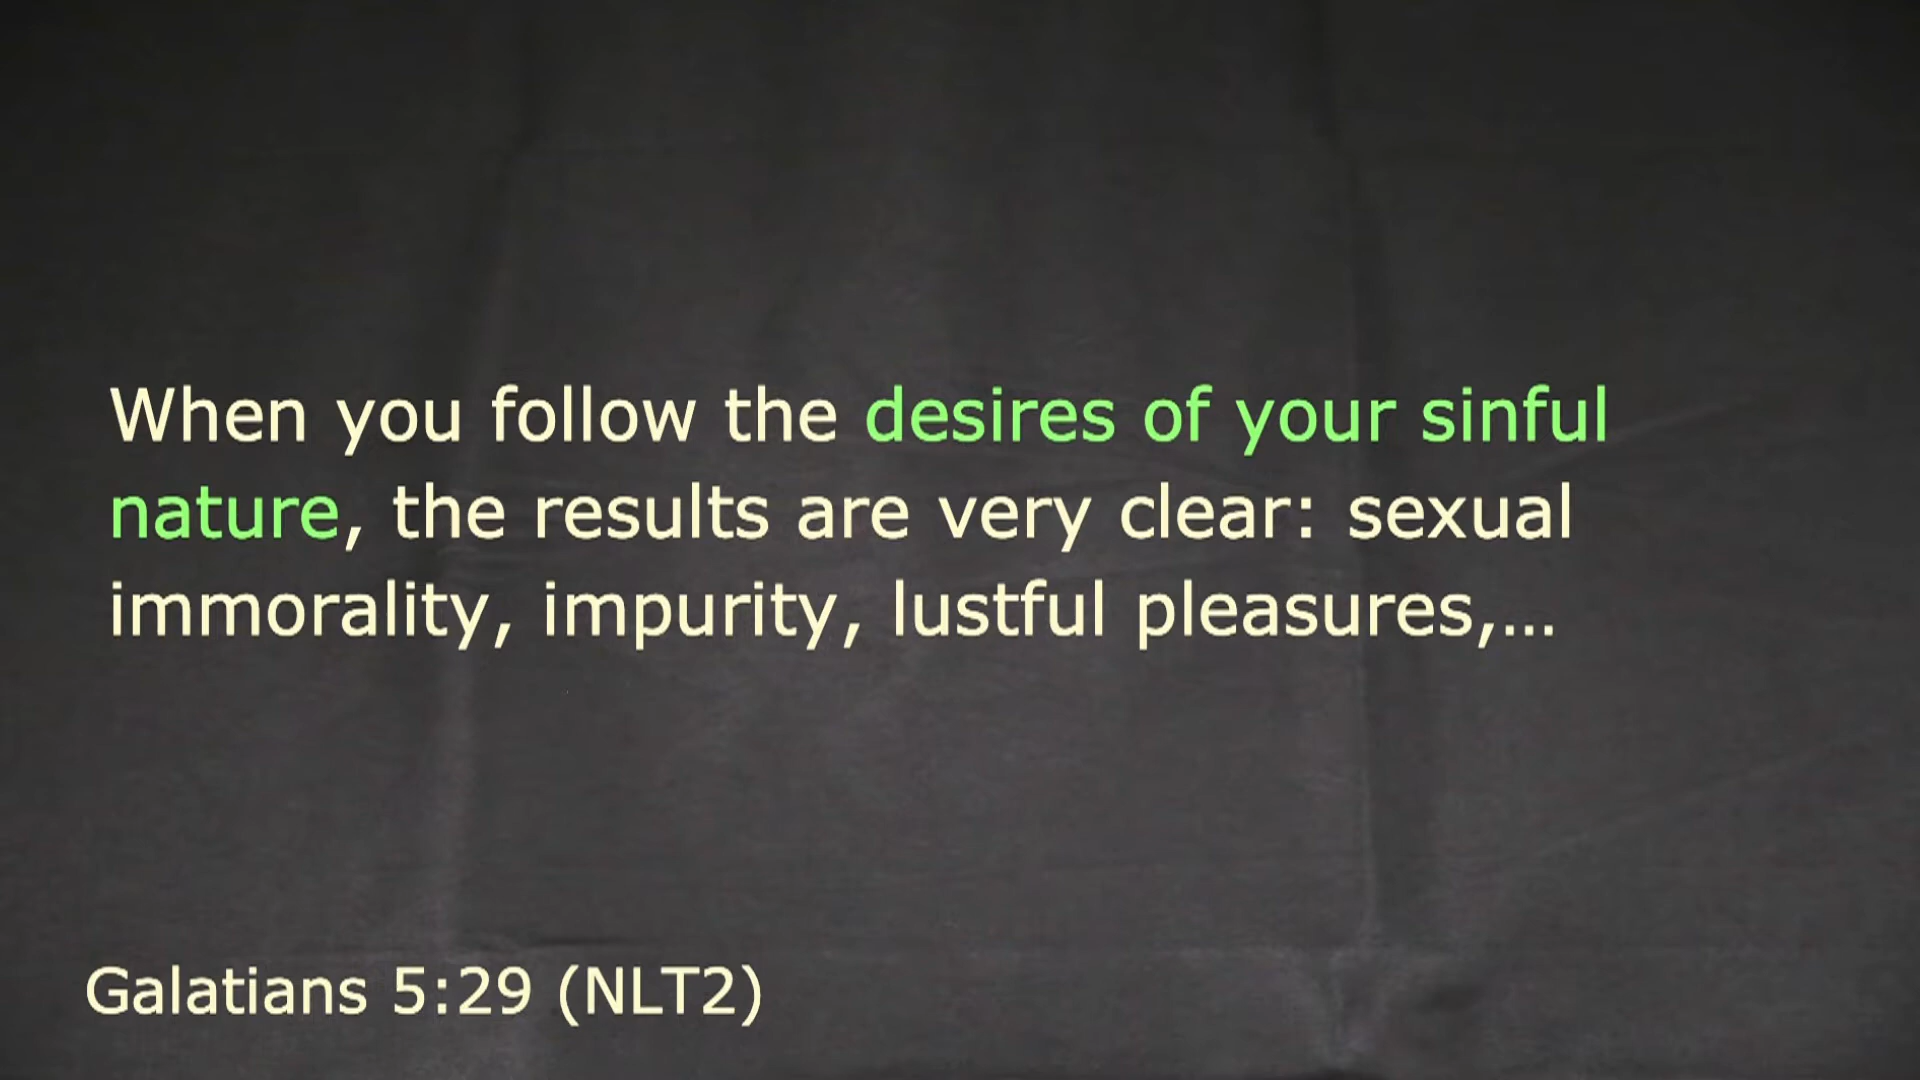 When you follow the desires of your sinful
nature, the results are very clear: sexual
immorality, impurity, lustful pleasures,...
Galatians 5:29 (NLT2)